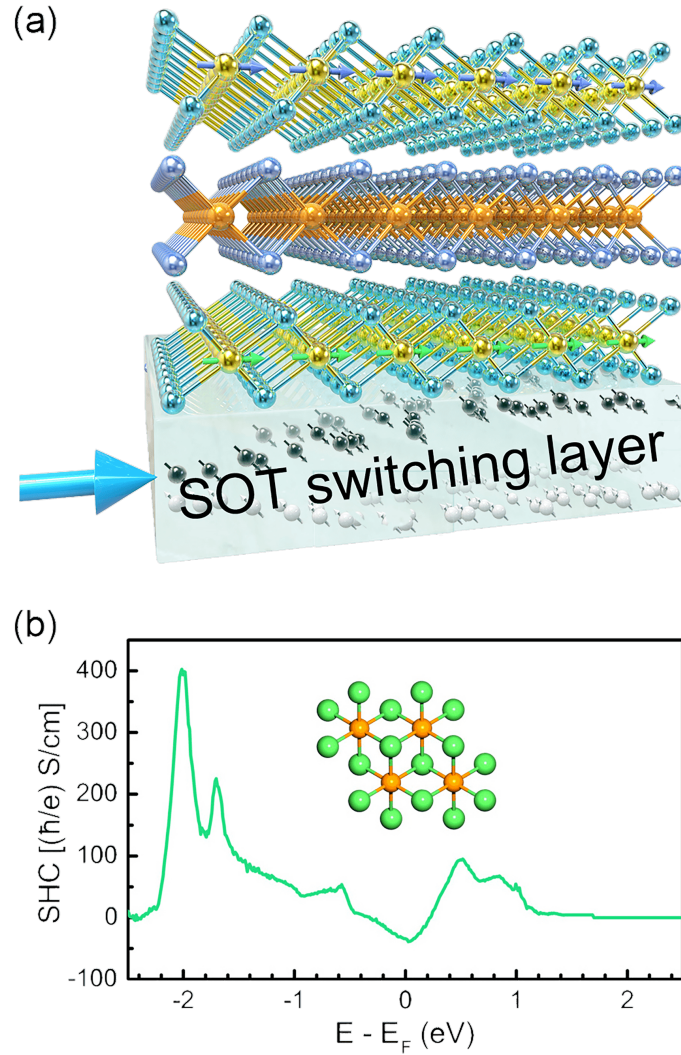 (a)
SOT switching layer
(b)
SHC [(ħ/e) S/cm]
400
300
200
100
0
-100
-2
-1
0
1
2
E - E_F (eV)